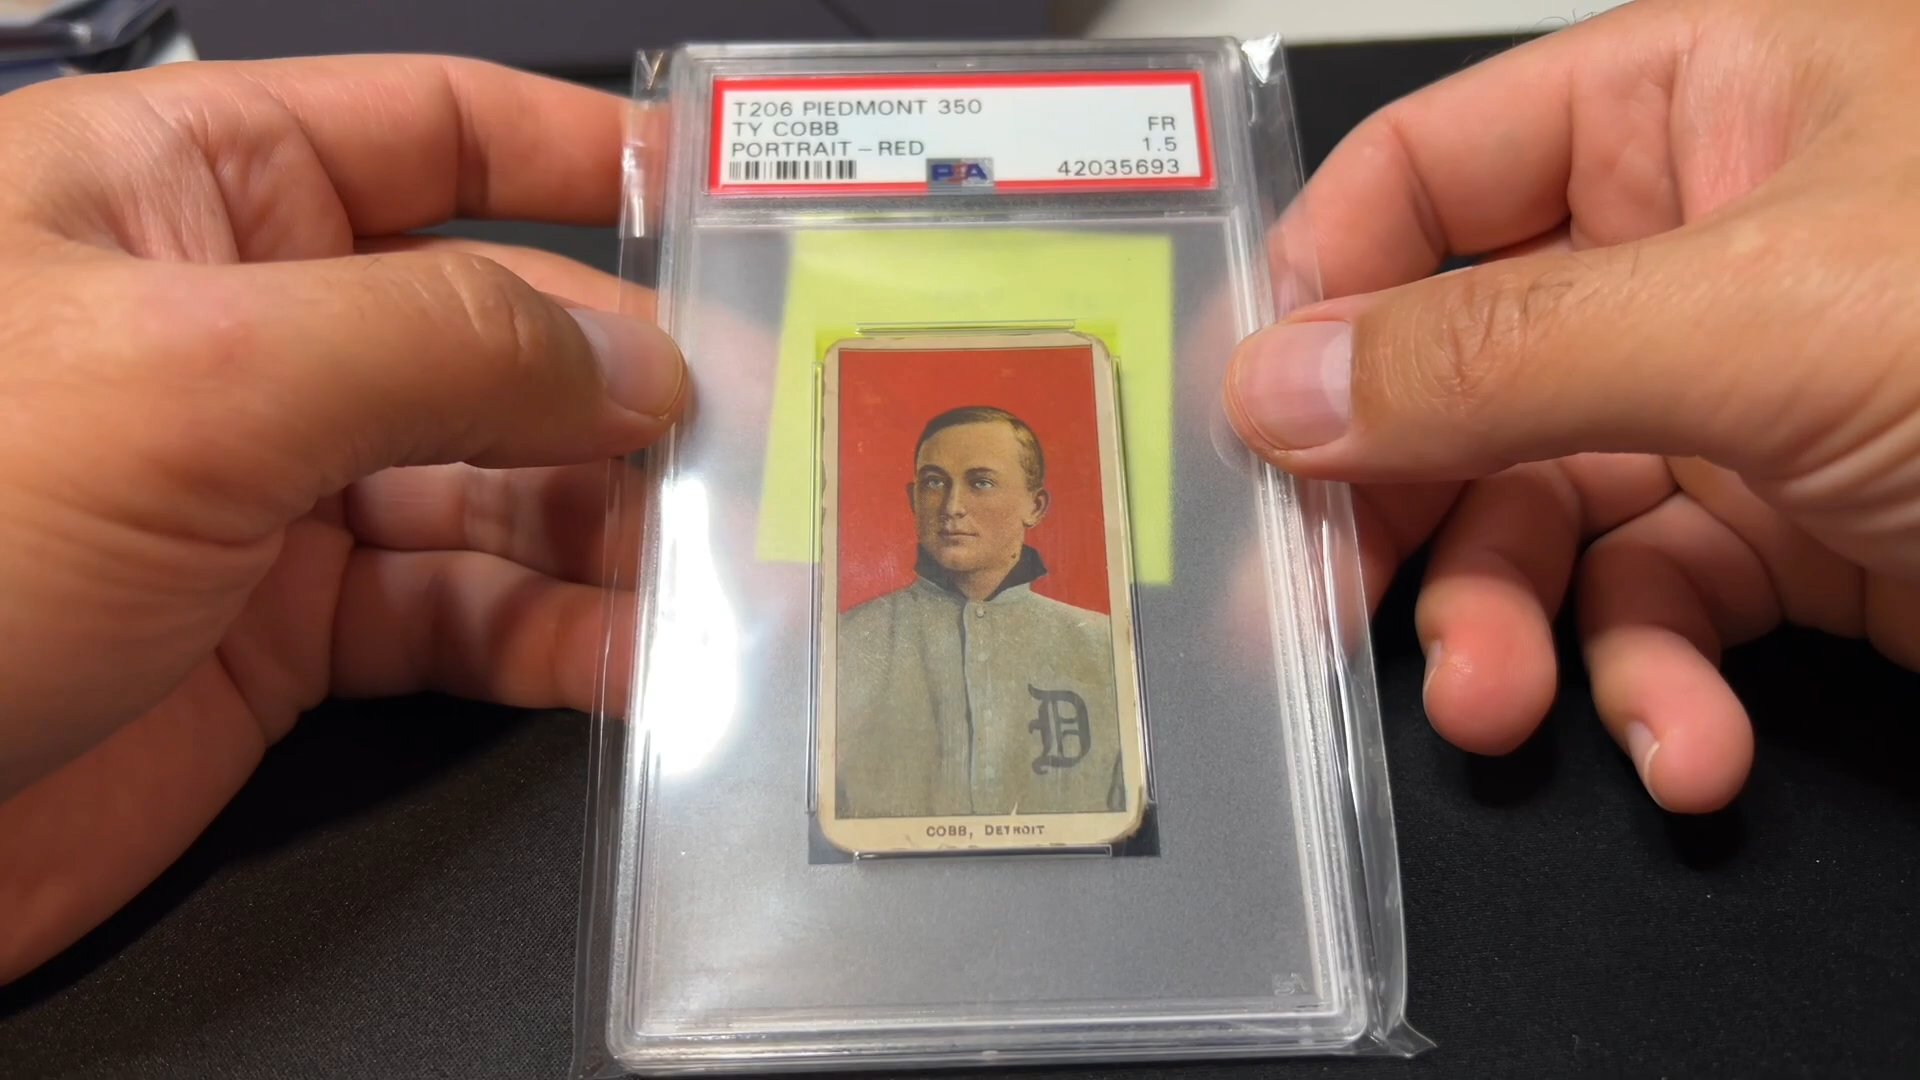 T206 PIEDMONT 350
TY COBB FR
PORTRAIT - RED 1.5
PSA 42035693
D
COBB, DETROIT